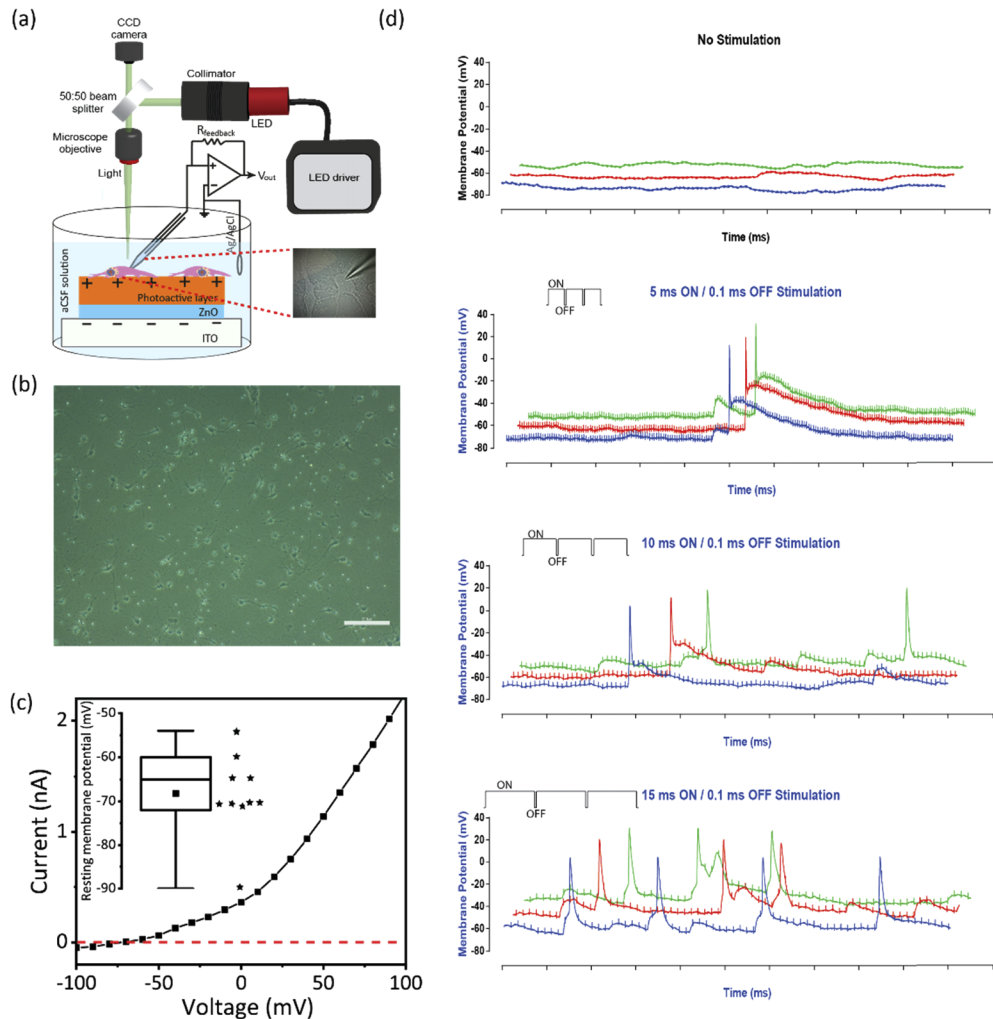 (a)
CCD
camera
Collimator
50:50 beam
splitter
LED
Microscope
objective
Rfeedback
Light
+
−
Vout
LED driver
Ag/AgCl
aCSF solution
+ + + + +
Photoactive layer
ZnO
− − − − −
ITO
(b)
(c)
Current (nA)
2
1
0
-100 -50 0 50 100
Voltage (mV)
Resting membrane potential (mV)
-50
-60
-70
-80
-90
(d)
No Stimulation
Membrane Potential (mV)
40
20
0
-20
-40
-60
-80
Time (ms)
ON
OFF
5 ms ON / 0.1 ms OFF Stimulation
Membrane Potential (mV)
40
20
0
-20
-40
-60
-80
Time (ms)
ON
OFF
10 ms ON / 0.1 ms OFF Stimulation
Membrane Potential (mV)
40
20
0
-20
-40
-60
-80
Time (ms)
ON
OFF
15 ms ON / 0.1 ms OFF Stimulation
Membrane Potential (mV)
40
20
0
-20
-40
-60
-80
Time (ms)